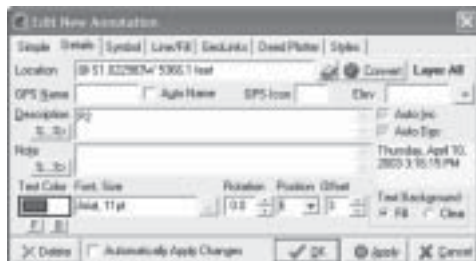 Edit New Annotation
Simple Details Symbol Line/Fill GeoLinks Deed Plotter Styles
Location feet Convert Layer All
GPS Name Auto Name GPS Icon Elev
Description Auto Inc
Auto Dgs
Note Thursday, April 10,
2003 3:16:15 PM
Text Color Font, Size Rotation Position Offset Text Background
Arial, 11 pt 0.0 Fill Clear
Delete Automatically Apply Changes OK Apply Cancel